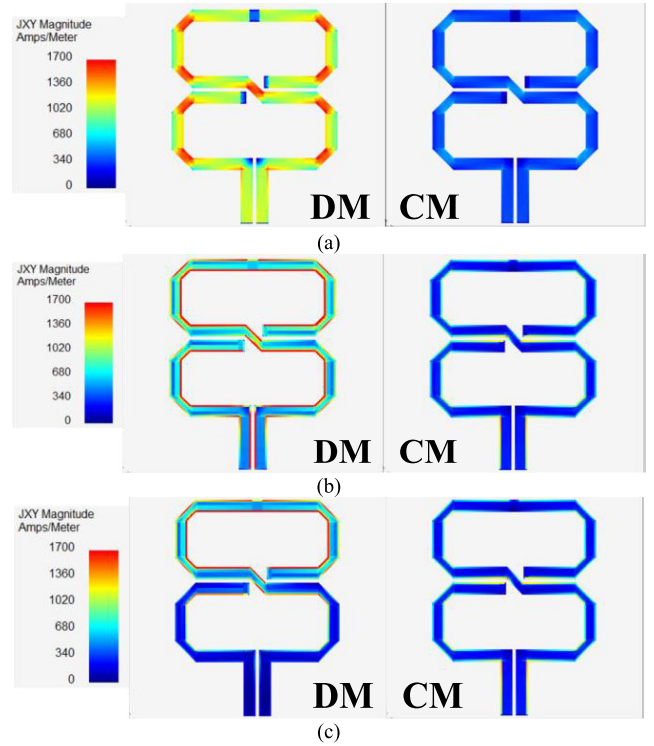 JXY Magnitude
Amps/Meter
1700
1360
1020
680
340
0
DM
CM
(a)
JXY Magnitude
Amps/Meter
1700
1360
1020
680
340
0
DM
CM
(b)
JXY Magnitude
Amps/Meter
1700
1360
1020
680
340
0
DM
CM
(c)